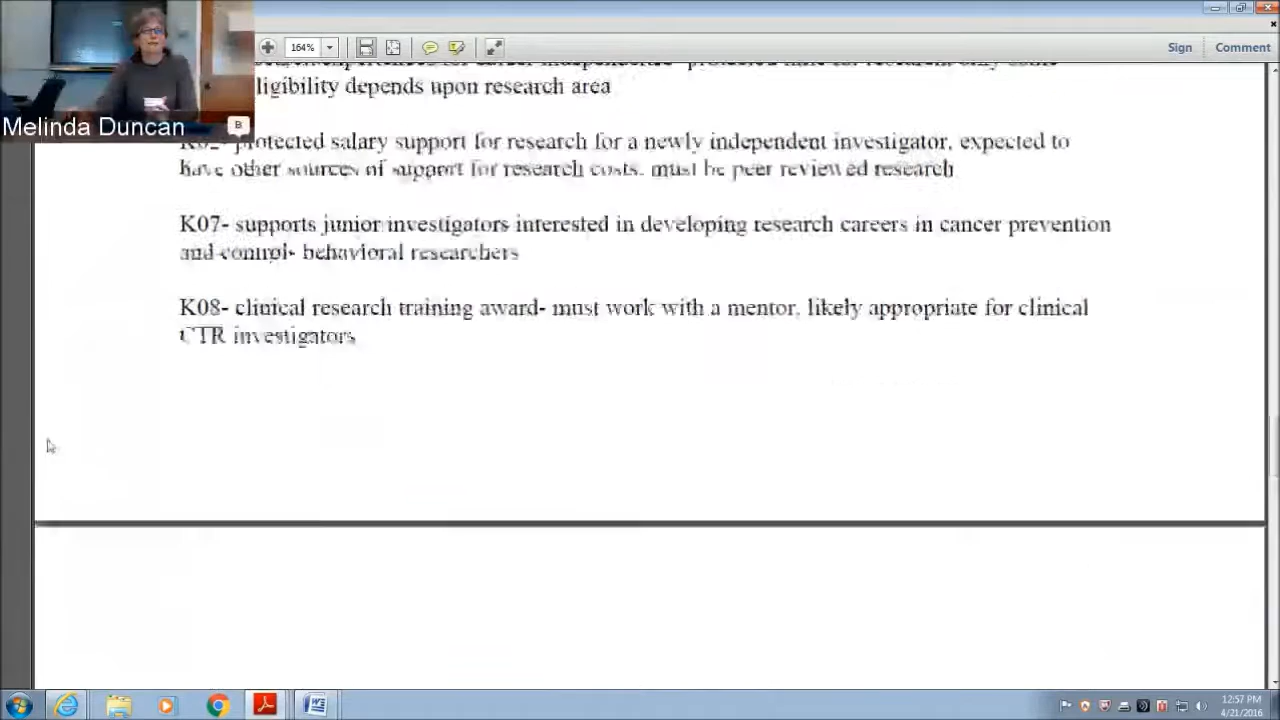 164%
Sign
Comment
ligibility depends upon research area
Melinda Duncan
B
protected salary support for research for a newly independent investigator, expected to
have other sources of support for research costs. must be peer reviewed research
K07- supports junior investigators interested in developing research careers in cancer prevention
and control- behavioral researchers
K08- clinical research training award- must work with a mentor, likely appropriate for clinical
CTR investigators
12:57 PM
4/21/2016